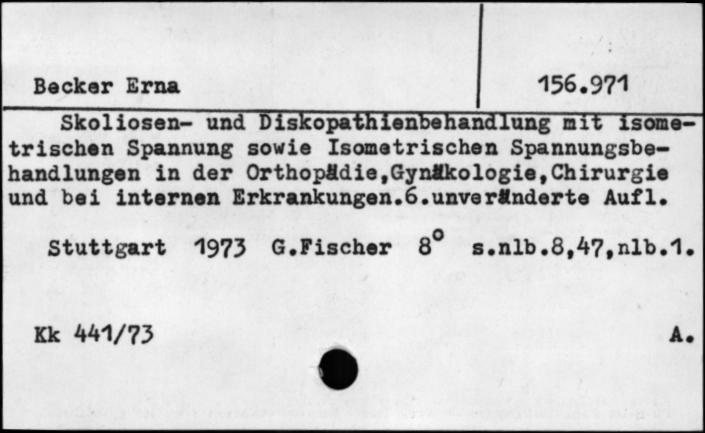 Becker Erna
156.971
Skoliosen- und Diskopathienbehandlung mit isome-
trischen Spannung sowie Isometrischen Spannungsbe-
handlungen in der Orthopädie,Gynäkologie,Chirurgie
und bei internen Erkrankungen.6.unveränderte Aufl.
Stuttgart 1973 G.Fischer 8° s.nlb.8,47,nlb.1.
Kk 441/73
A.